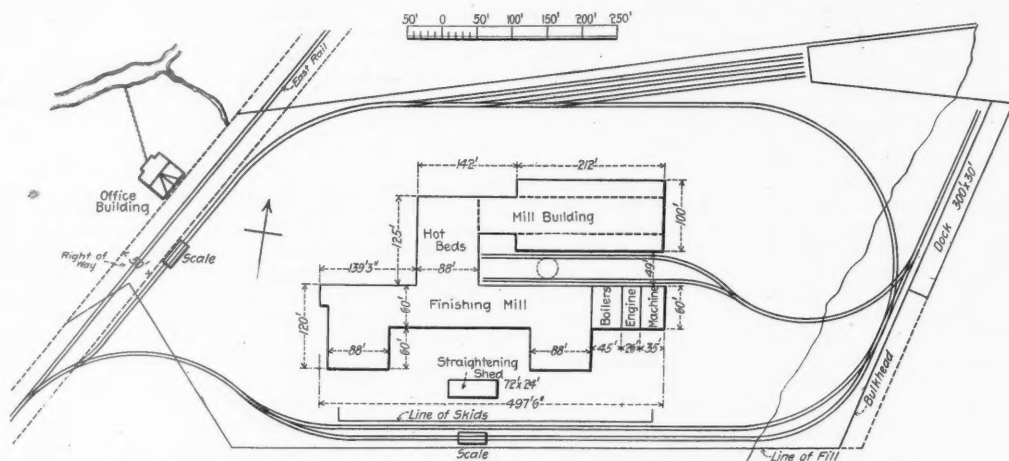 50' 0 50' 100' 150' 200' 250'
East Rail
142' 212'
Office
Building
Mill Building
100'
Dock 300'x30'
125'
Hot
Beds
Right of
Way
Scale
49'
139'3" 88'
120'
60'
Finishing Mill
Boilers
Engine
Machine
60'
88'
60'
88'
45' 26' 35'
Straightening
Shed
72'x24'
497'6"
Line of Skids
Bulkhead
Scale
Line of Fill